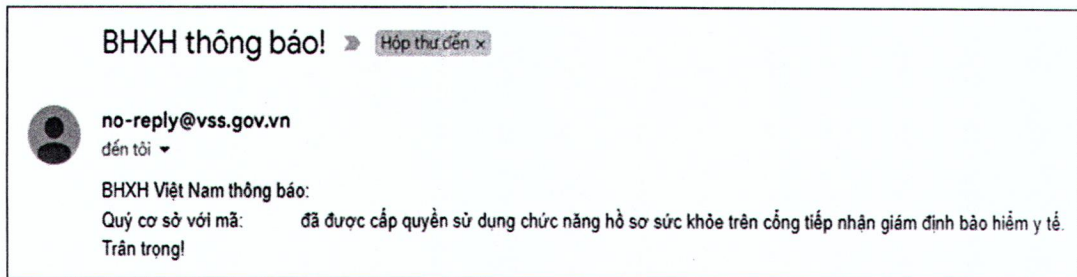 BHXH thông báo!
Hộp thư đến ×
no-reply@vss.gov.vn
đến tôi
BHXH Việt Nam thông báo:
Quý cơ sở với mã: đã được cấp quyền sử dụng chức năng hồ sơ sức khỏe trên cổng tiếp nhận giám định bảo hiểm y tế.
Trân trọng!